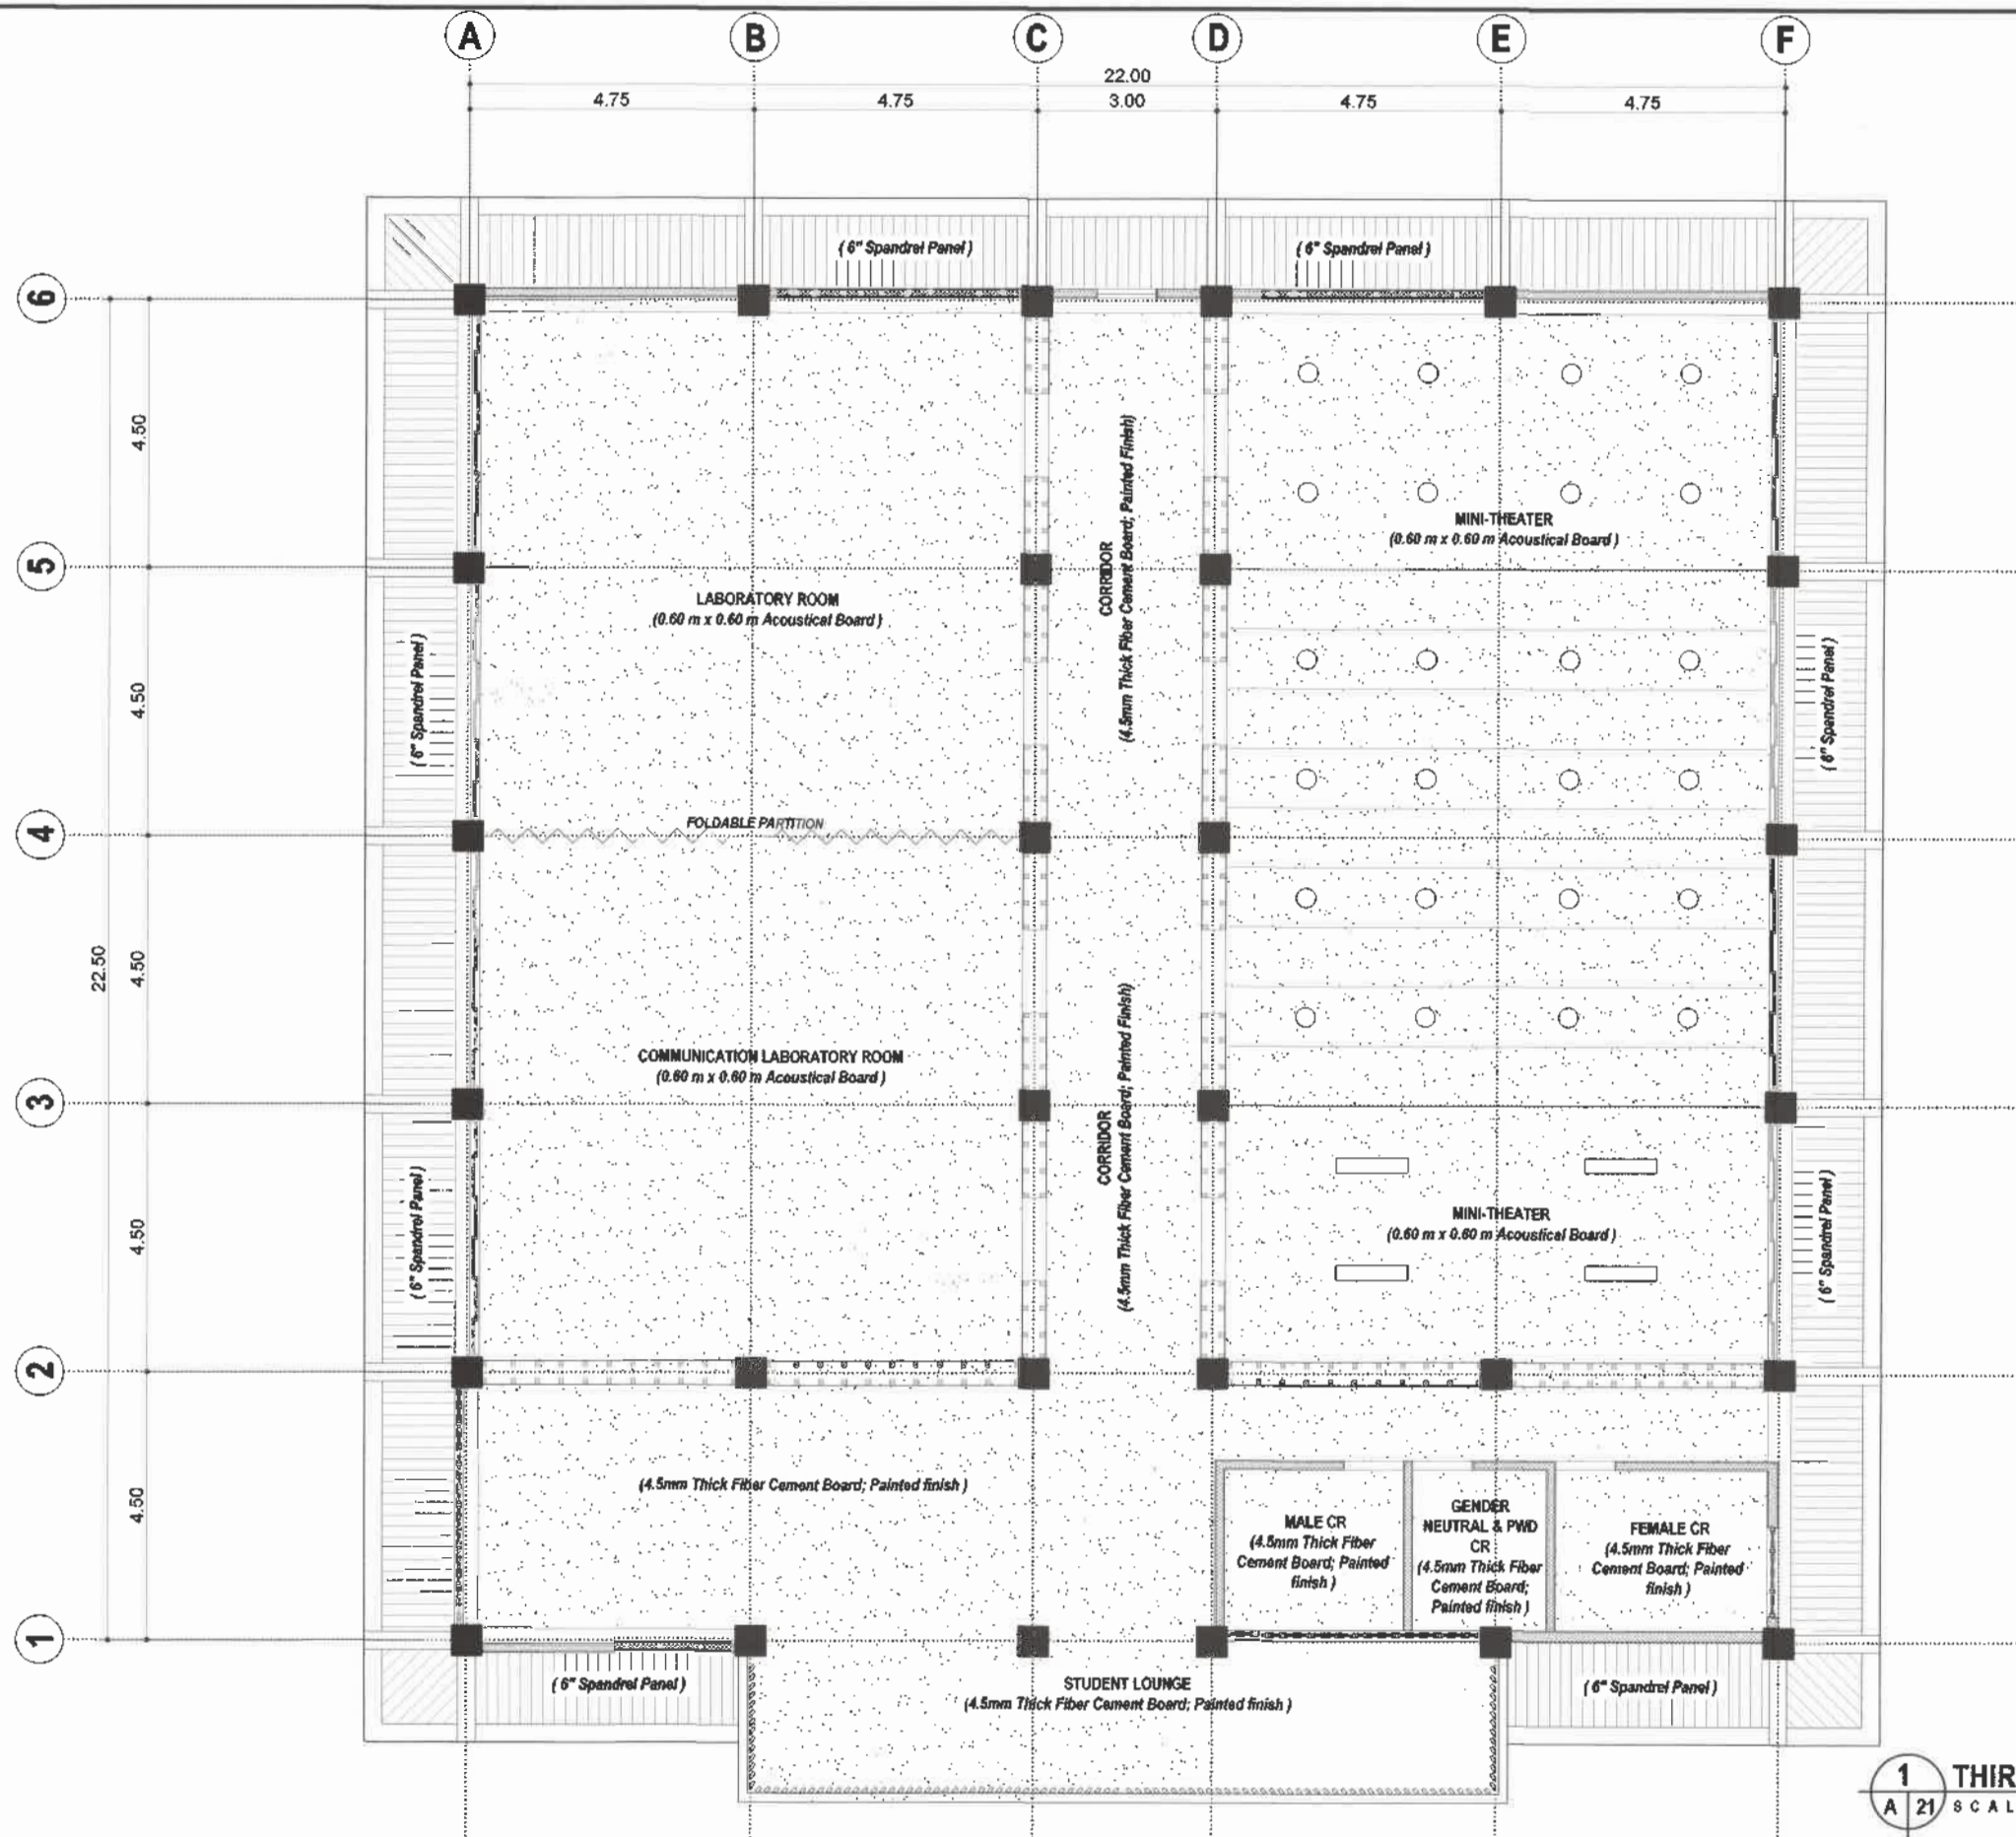 A B C D E F
22.00
4.75 4.75 3.00 4.75 4.75
( 6" Spandrel Panel ) ( 6" Spandrel Panel )
6
4.50
5
4.50
4
22.50
4.50
3
4.50
2
4.50
1
LABORATORY ROOM
(0.60 m x 0.60 m Acoustical Board )
CORRIDOR
(4.5mm Thick Fiber Cement Board; Painted Finish)
MINI-THEATER
(0.60 m x 0.60 m Acoustical Board )
( 6" Spandrel Panel )
( 6" Spandrel Panel )
FOLDABLE PARTITION
COMMUNICATION LABORATORY ROOM
(0.60 m x 0.60 m Acoustical Board )
CORRIDOR
(4.5mm Thick Fiber Cement Board; Painted Finish)
MINI-THEATER
(0.60 m x 0.60 m Acoustical Board )
( 6" Spandrel Panel )
( 6" Spandrel Panel )
(4.5mm Thick Fiber Cement Board; Painted finish )
MALE CR
(4.5mm Thick Fiber
Cement Board; Painted
finish )
GENDER
NEUTRAL & PWD
CR
(4.5mm Thick Fiber
Cement Board;
Painted finish )
FEMALE CR
(4.5mm Thick Fiber
Cement Board; Painted
finish )
( 6" Spandrel Panel )
STUDENT LOUNGE
(4.5mm Thick Fiber Cement Board; Painted finish )
( 6" Spandrel Panel )
1 THIR
A 21 SCAL